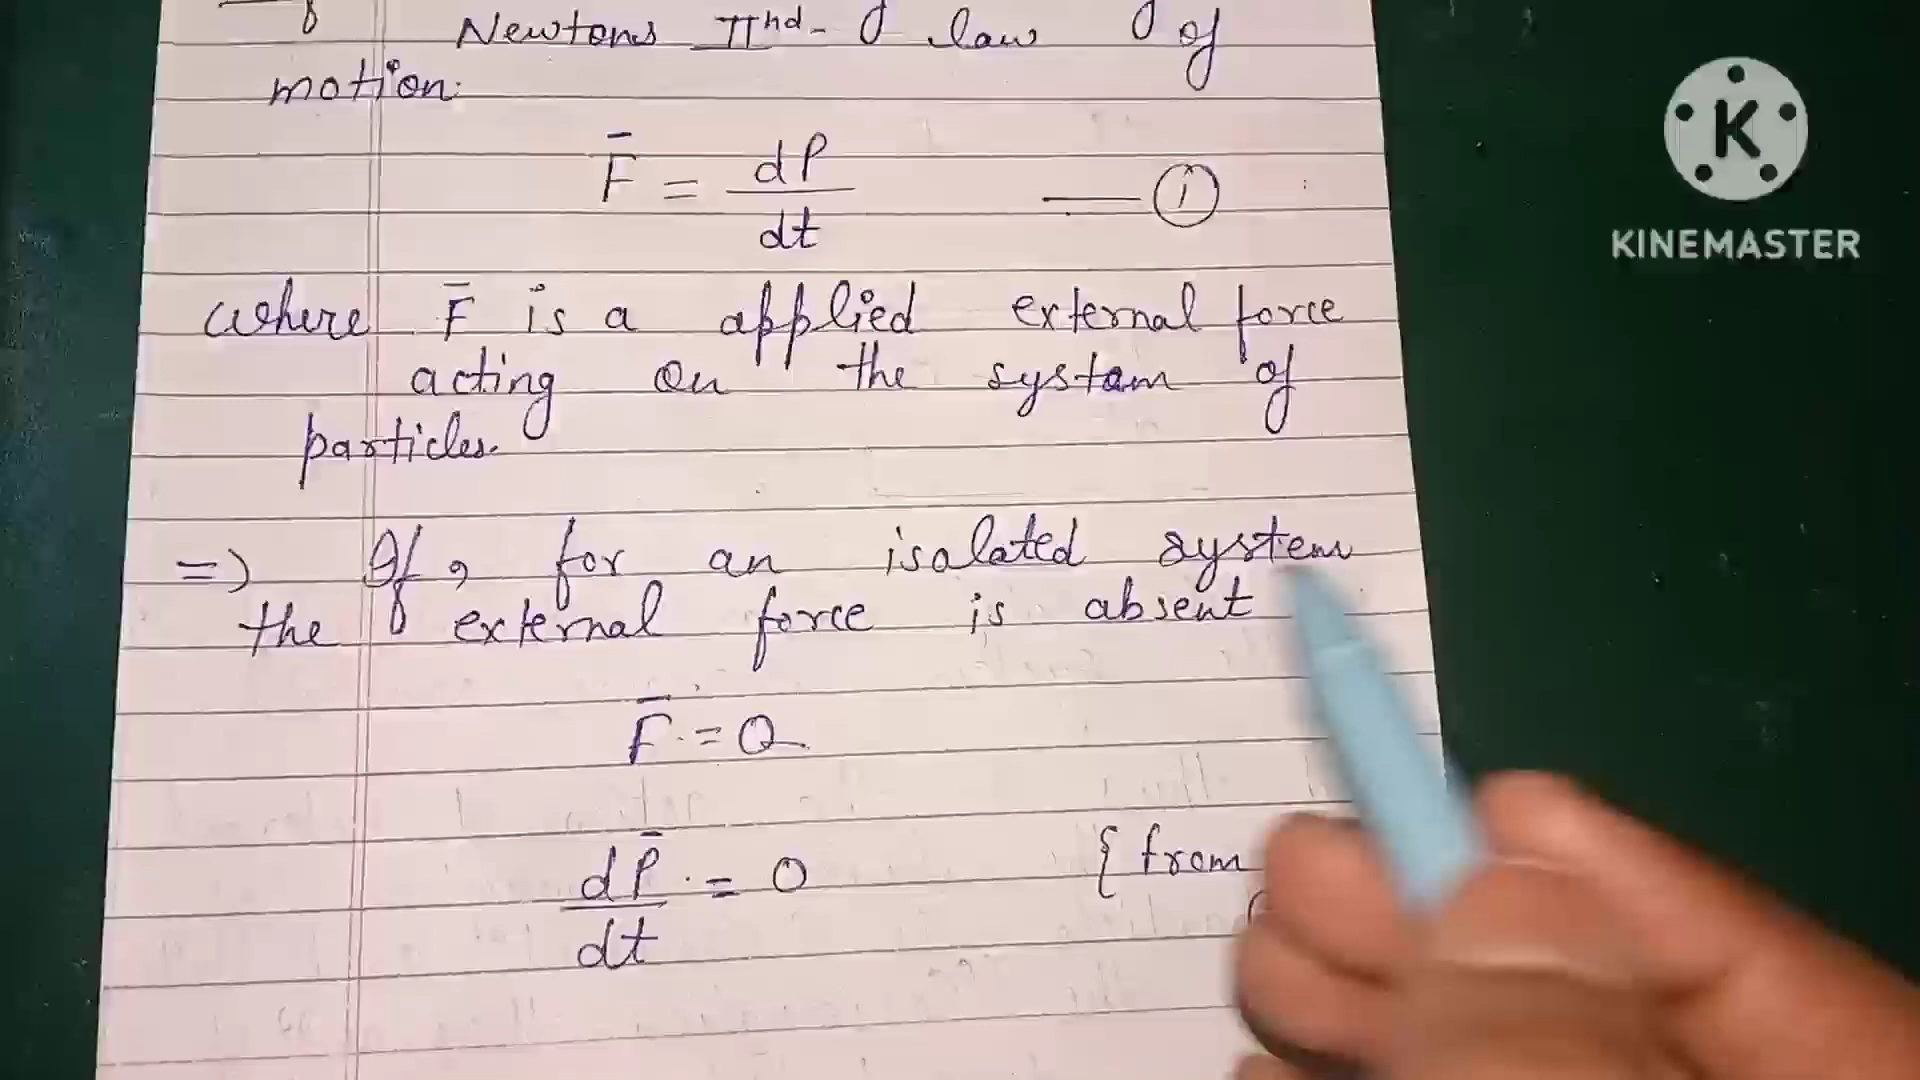 Newtons IInd law of
motion.
F̄ = dP/dt — ①
where F̄ is a applied external force
acting on the system of
particles.
=> If, for an isolated system
the external force is absent
F̄ = 0
dP̄/dt = 0 { from
K
KINEMASTER